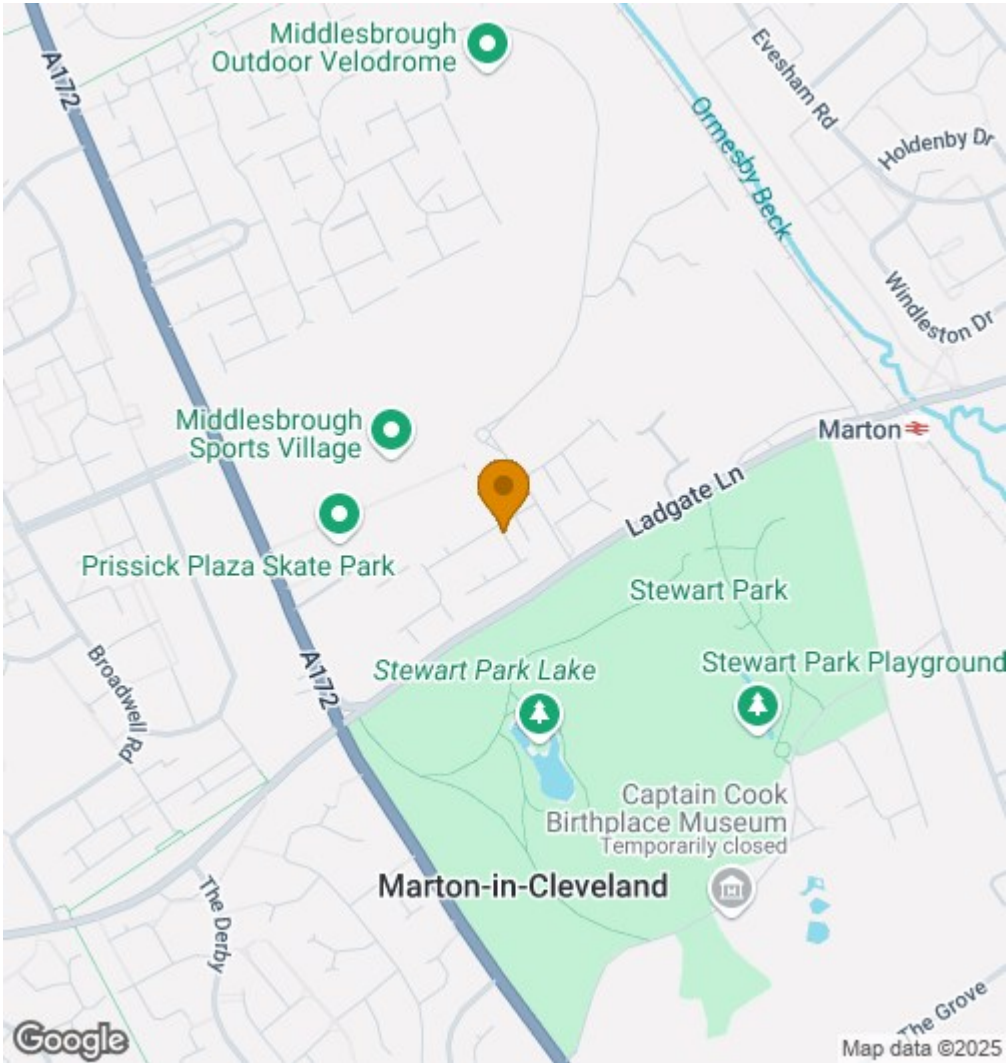 Middlesbrough
Outdoor Velodrome
A172
Evesham Rd
Holdenby Dr
Ormesby Beck
Windleston Dr
Middlesbrough
Sports Village
Marton
Ladgate Ln
Prissick Plaza Skate Park
Stewart Park
A172
Stewart Park Lake
Stewart Park Playground
Broadwell Rd
Captain Cook
Birthplace Museum
Temporarily closed
Marton-in-Cleveland
The Derby
The Grove
Google
Map data ©2025